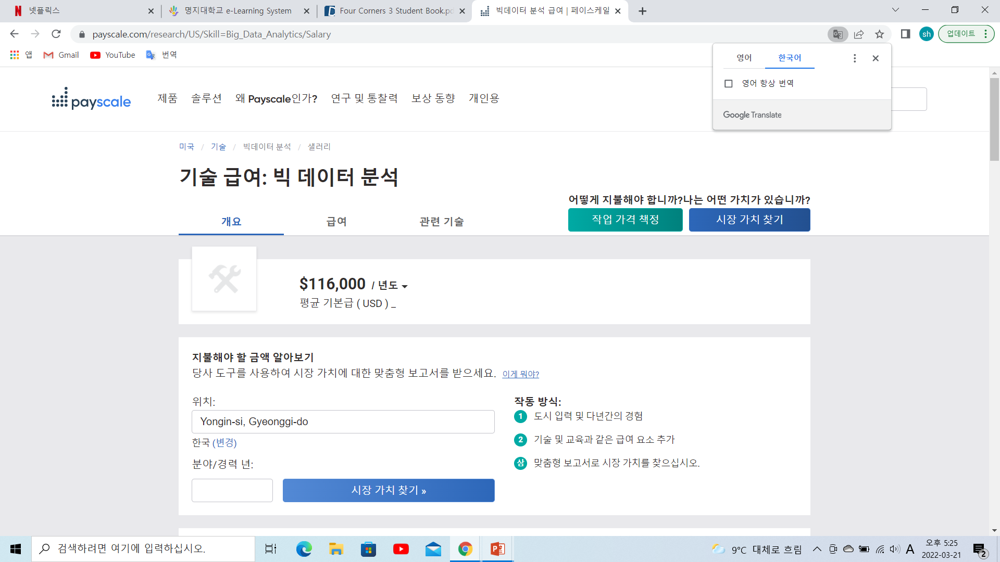 넷플릭스
명지대학교 e-Learning System
Four Corners 3 Student Book.pd
빅데이터 분석 급여 | 페이스케일
payscale.com/research/US/Skill=Big_Data_Analytics/Salary
sh
업데이트
앱
Gmail
YouTube
번역
영어
한국어
영어 항상 번역
Google Translate
payscale
제품
솔루션
왜 Payscale인가?
연구 및 통찰력
보상 동향
개인용
미국 / 기술 / 빅데이터 분석 / 샐러리
기술 급여: 빅 데이터 분석
어떻게 지불해야 합니까?나는 어떤 가치가 있습니까?
개요
급여
관련 기술
작업 가격 책정
시장 가치 찾기
$116,000 / 년도
평균 기본급 ( USD ) _
지불해야 할 금액 알아보기
당사 도구를 사용하여 시장 가치에 대한 맞춤형 보고서를 받으세요. 이게 뭐야?
위치:
Yongin-si, Gyeonggi-do
한국 (변경)
분야/경력 년:
시장 가치 찾기 »
작동 방식:
1 도시 입력 및 다년간의 경험
2 기술 및 교육과 같은 급여 요소 추가
삼 맞춤형 보고서로 시장 가치를 찾으십시오.
검색하려면 여기에 입력하십시오.
9°C 대체로 흐림
A
오후 5:25
2022-03-21
2